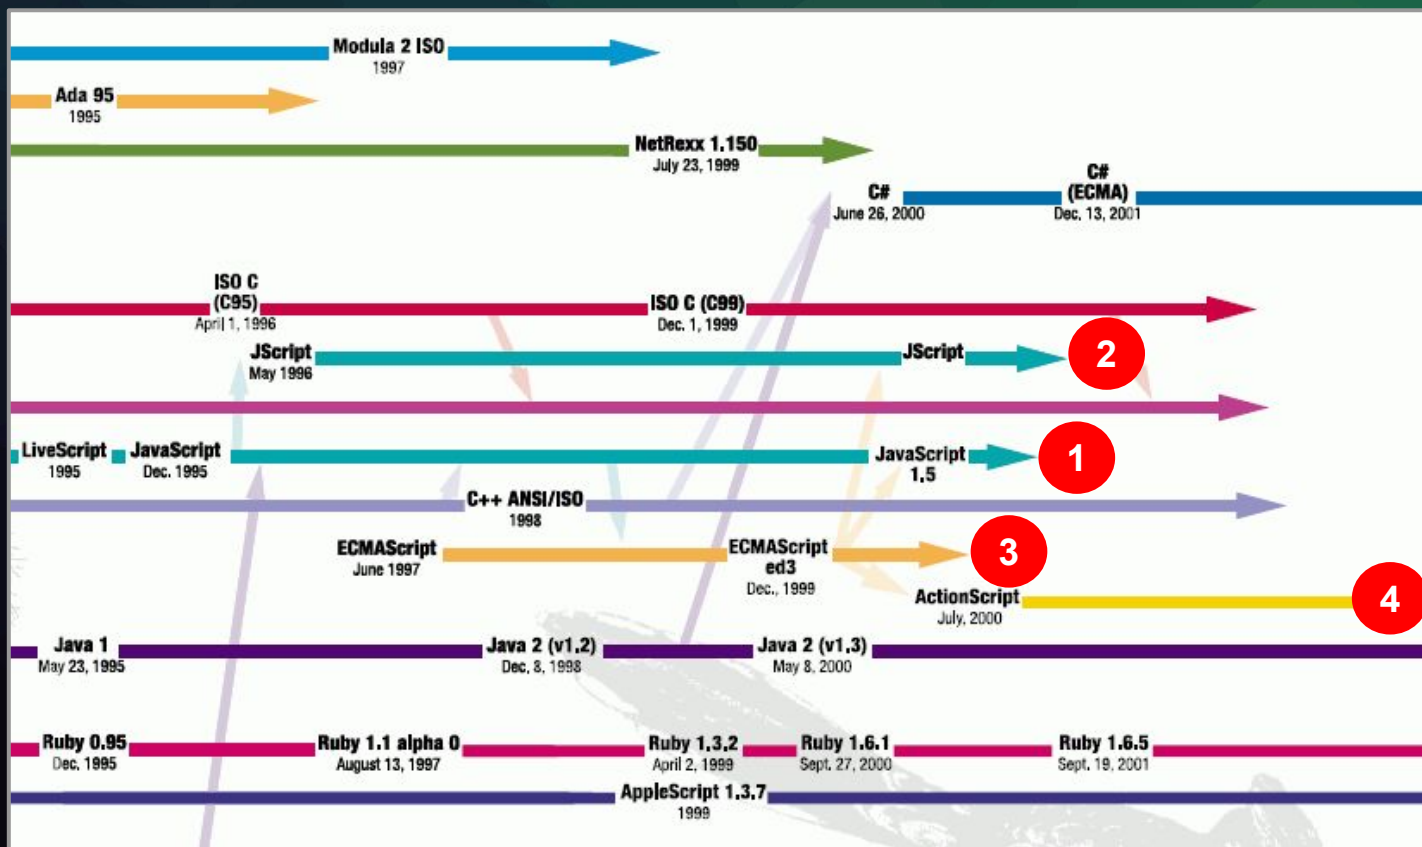 Modula 2 ISO
1997
Ada 95
1995
NetRexx 1.150
July 23, 1999
C#
June 26, 2000
C#
(ECMA)
Dec. 13, 2001
ISO C
(C95)
April 1, 1996
ISO C (C99)
Dec. 1, 1999
JScript
May 1996
JScript
2
LiveScript
1995
JavaScript
Dec. 1995
JavaScript
1.5
1
C++ ANSI/ISO
1998
ECMAScript
June 1997
ECMAScript
ed3
Dec., 1999
3
ActionScript
July, 2000
4
Java 1
May 23, 1995
Java 2 (v1.2)
Dec, 8, 1998
Java 2 (v1.3)
May 8, 2000
Ruby 0.95
Dec. 1995
Ruby 1.1 alpha 0
August 13, 1997
Ruby 1.3.2
April 2, 1999
Ruby 1.6.1
Sept. 27, 2000
Ruby 1.6.5
Sept. 19, 2001
AppleScript 1.3.7
1999